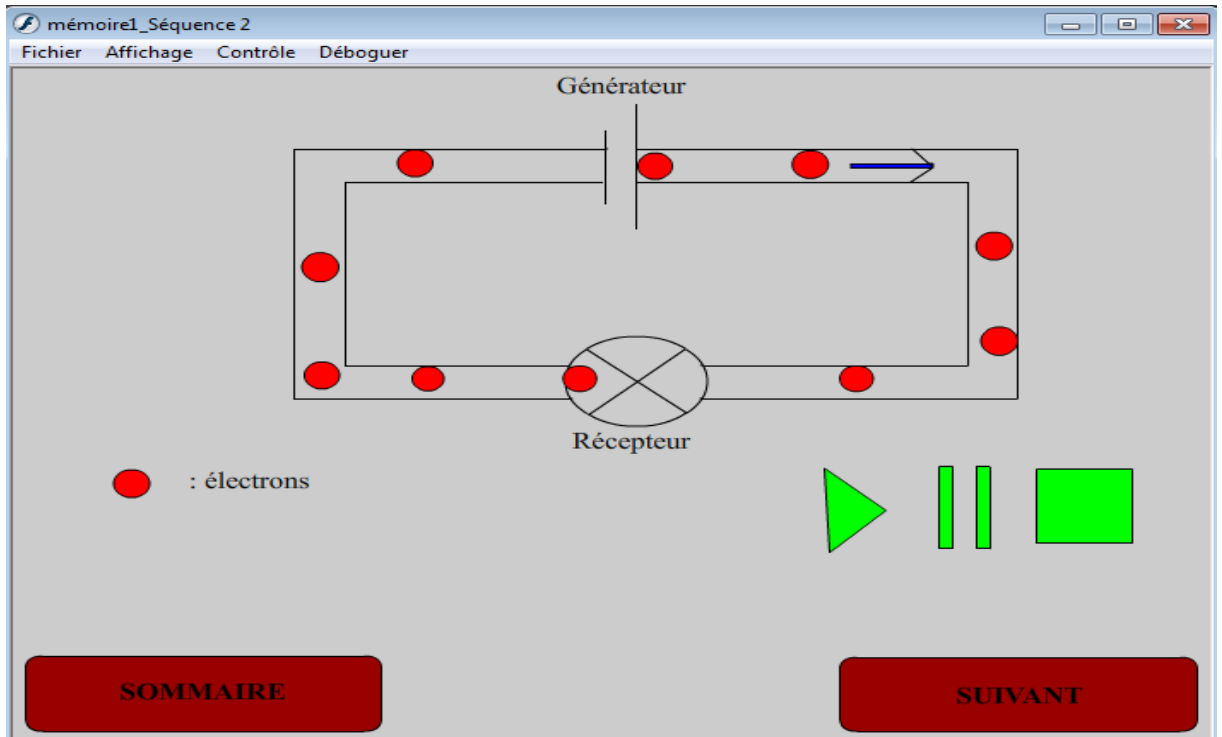 mémoire1_Séquence 2
Fichier Affichage Contrôle Déboguer
Générateur
Récepteur
: électrons
SOMMAIRE
SUIVANT